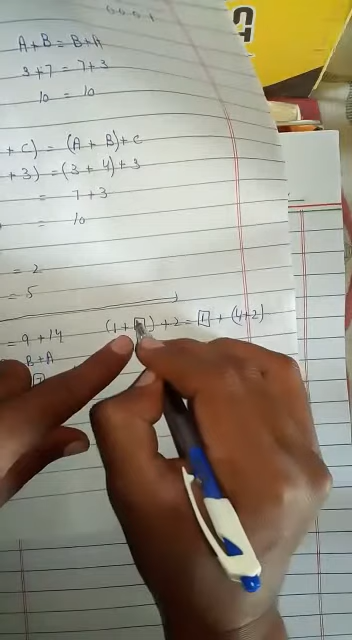 A+B = B+A
3+7 = 7+3
10 = 10
+ C) = (A + B)+C
+ 3) = (3 + 4)+3
= 7+3
= 10
= 2
= 5
= 9 + 14
(1 + ) + 2 = 1 + (4+2)
B+A
7